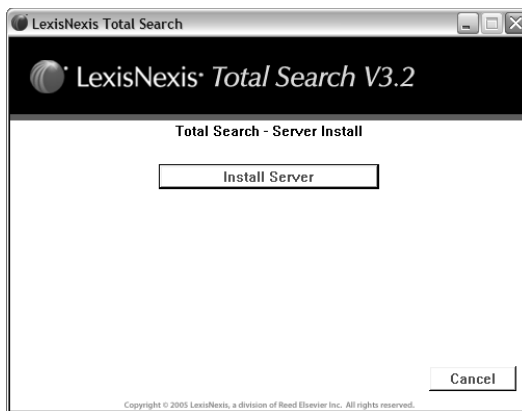 LexisNexis Total Search
LexisNexis® Total Search V3.2
Total Search - Server Install
Install Server
Cancel
Copyright © 2005 LexisNexis, a division of Reed Elsevier Inc. All rights reserved.